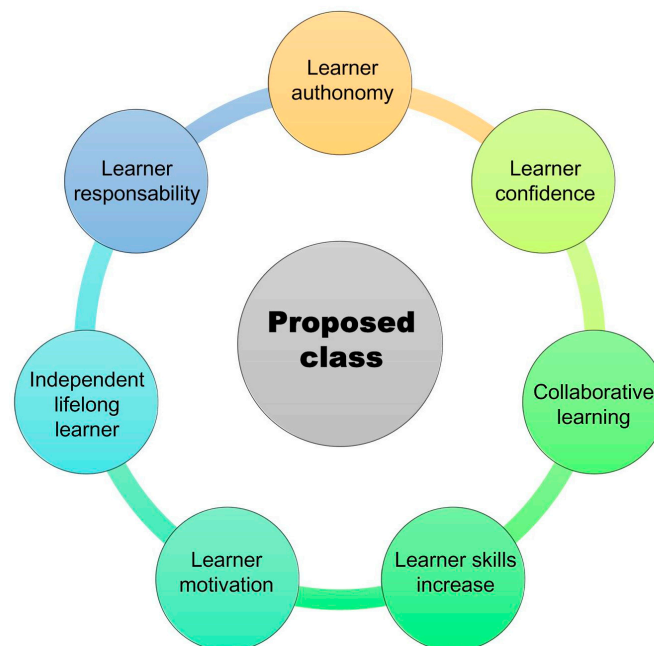 Learner
authonomy
Learner
confidence
Collaborative
learning
Learner skills
increase
Learner
motivation
Independent
lifelong
learner
Learner
responsability
Proposed
class